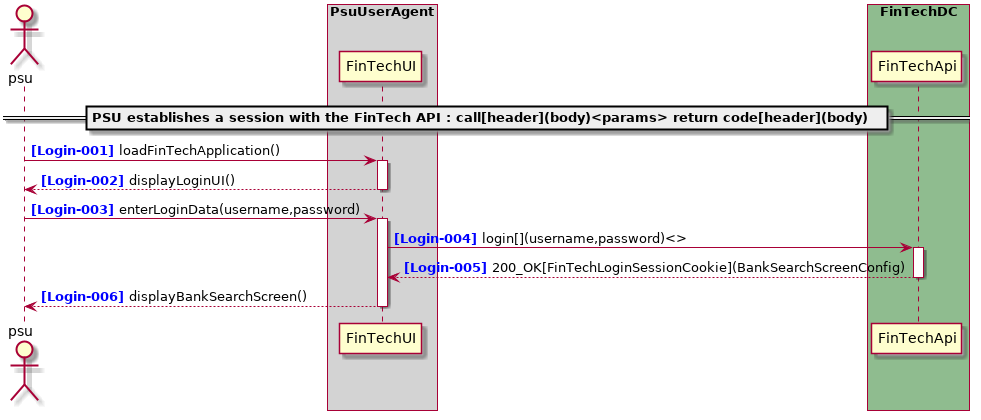 PsuUserAgent
FinTechDC
psu
FinTechUI
FinTechApi
PSU establishes a session with the FinTech API : call[header](body)<params> return code[header](body)
[Login-001] loadFinTechApplication()
[Login-002] displayLoginUI()
[Login-003] enterLoginData(username,password)
[Login-004] login[](username,password)<>
[Login-005] 200_OK[FinTechLoginSessionCookie](BankSearchScreenConfig)
[Login-006] displayBankSearchScreen()
psu
FinTechUI
FinTechApi